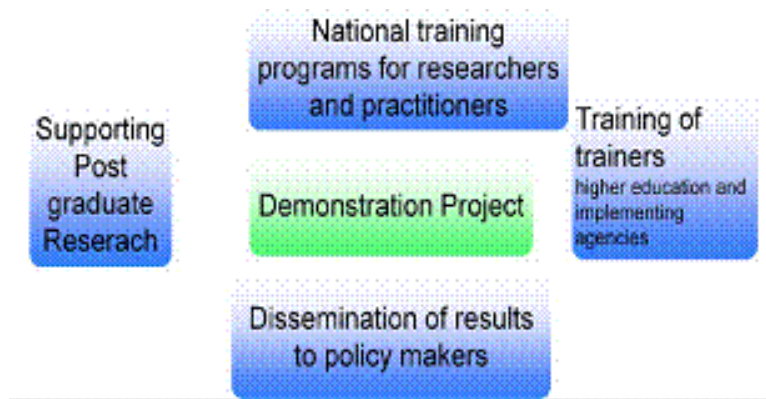 National training
programs for researchers
and practitioners
Supporting
Post
graduate
Reserach
Demonstration Project
Training of
trainers
higher education and
implementing
agencies
Dissemination of results
to policy makers